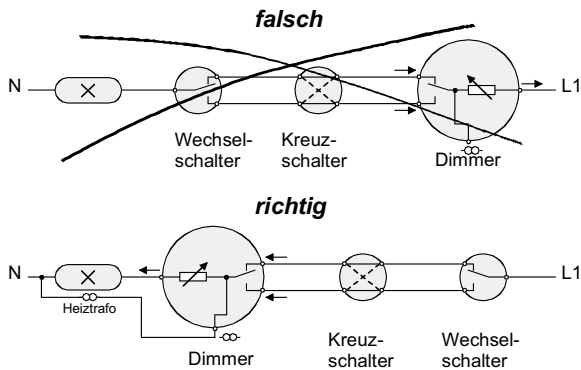 falsch
N
L1
Wechsel-
schalter
Kreuz-
schalter
Dimmer
richtig
N
L1
Heiztrafo
Dimmer
Kreuz-
schalter
Wechsel-
schalter